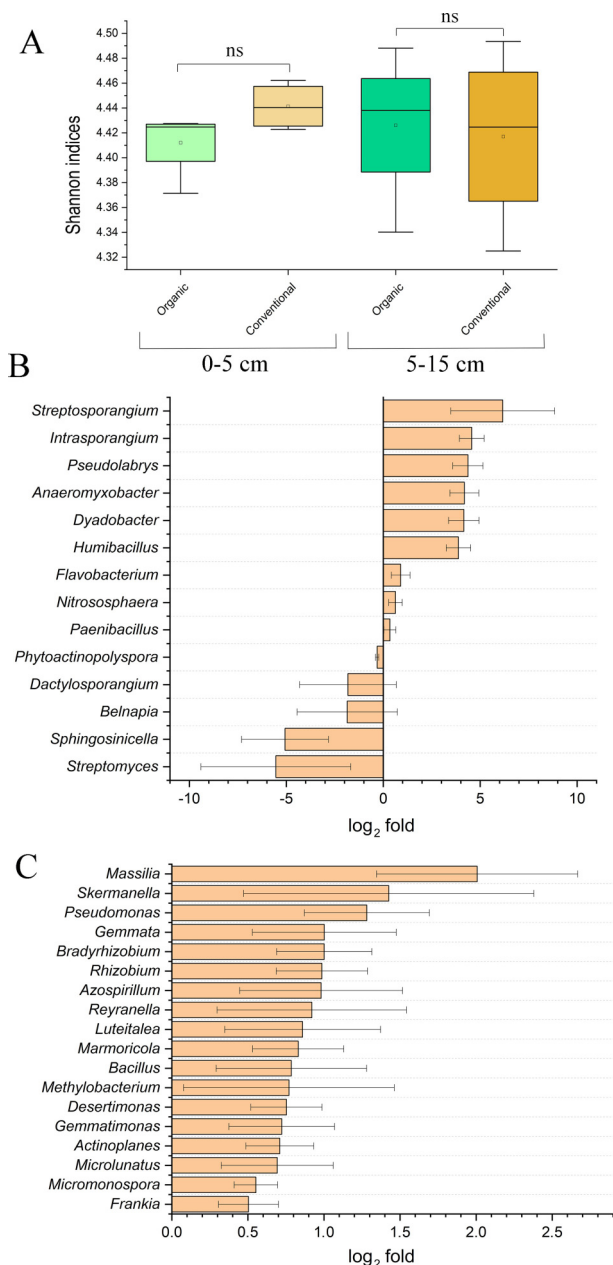 A
ns
ns
4.50
4.48
4.46
4.44
4.42
4.40
4.38
4.36
4.34
4.32
Shannon indices
Organic
Conventional
Organic
Conventional
0-5 cm
5-15 cm
B
Streptosporangium
Intrasporangium
Pseudolabrys
Anaeromyxobacter
Dyadobacter
Humibacillus
Flavobacterium
Nitrososphaera
Paenibacillus
Phytoactinopolyspora
Dactylosporangium
Belnapia
Sphingosinicella
Streptomyces
-10 -5 0 5 10
log₂ fold
C
Massilia
Skermanella
Pseudomonas
Gemmata
Bradyrhizobium
Rhizobium
Azospirillum
Reyranella
Luteitalea
Marmoricola
Bacillus
Methylobacterium
Desertimonas
Gemmatimonas
Actinoplanes
Microlunatus
Micromonospora
Frankia
0.0 0.5 1.0 1.5 2.0 2.5
log₂ fold